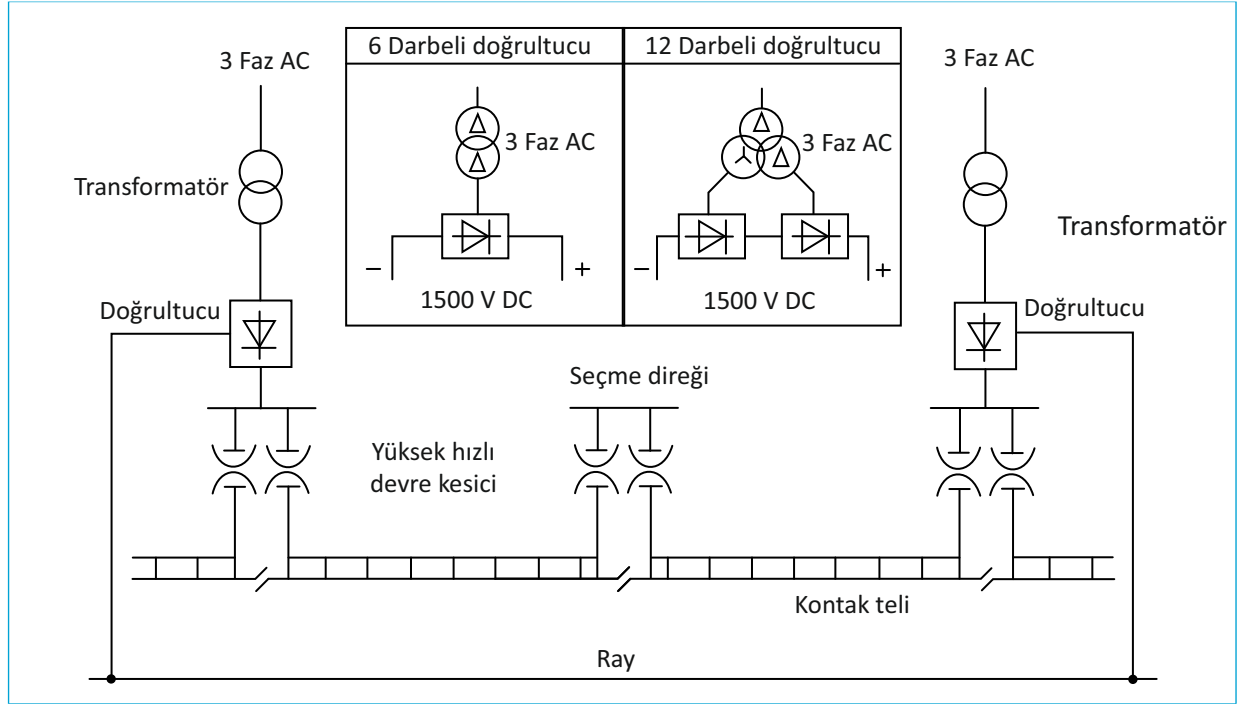 6 Darbeli doğrultucu
12 Darbeli doğrultucu
3 Faz AC
3 Faz AC
3 Faz AC
3 Faz AC
Transformatör
Transformatör
− +
− +
1500 V DC
1500 V DC
Doğrultucu
Doğrultucu
Seçme direği
Yüksek hızlı
devre kesici
Kontak teli
Ray